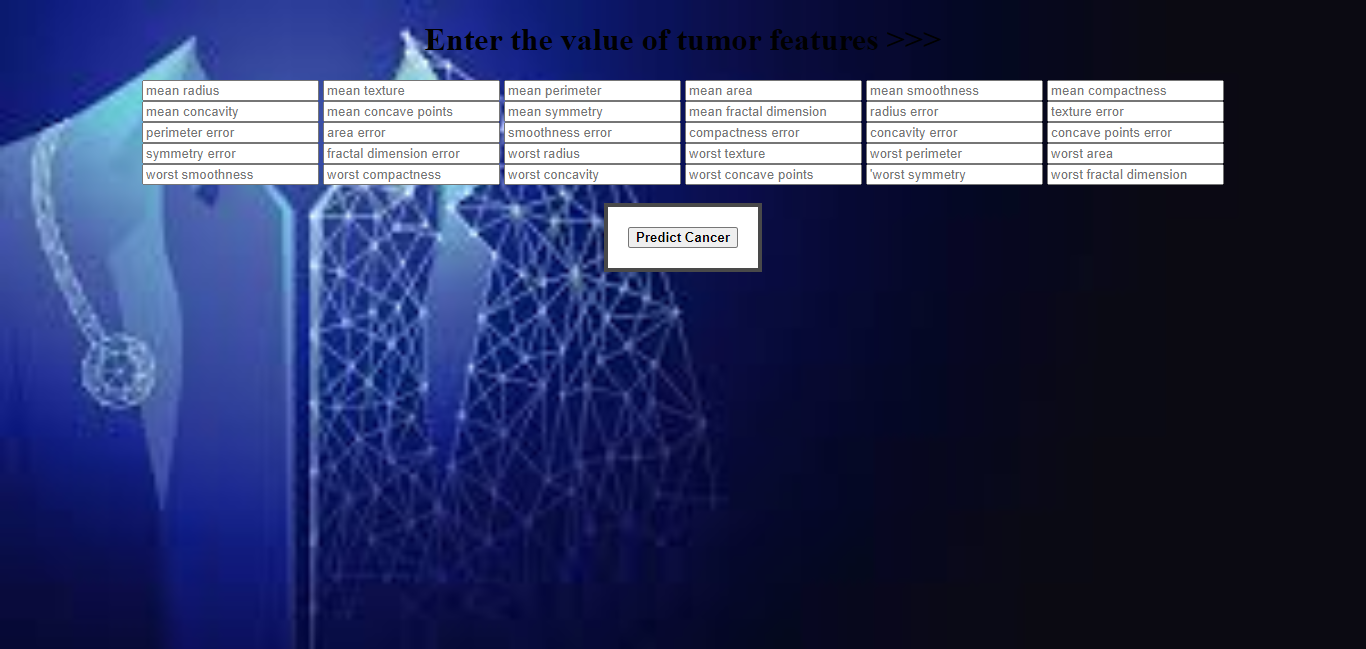 Enter the value of tumor features >>>
mean radius mean texture mean perimeter mean area mean smoothness mean compactness
mean concavity mean concave points mean symmetry mean fractal dimension radius error texture error
perimeter error area error smoothness error compactness error concavity error concave points error
symmetry error fractal dimension error worst radius worst texture worst perimeter worst area
worst smoothness worst compactness worst concavity worst concave points 'worst symmetry worst fractal dimension
Predict Cancer